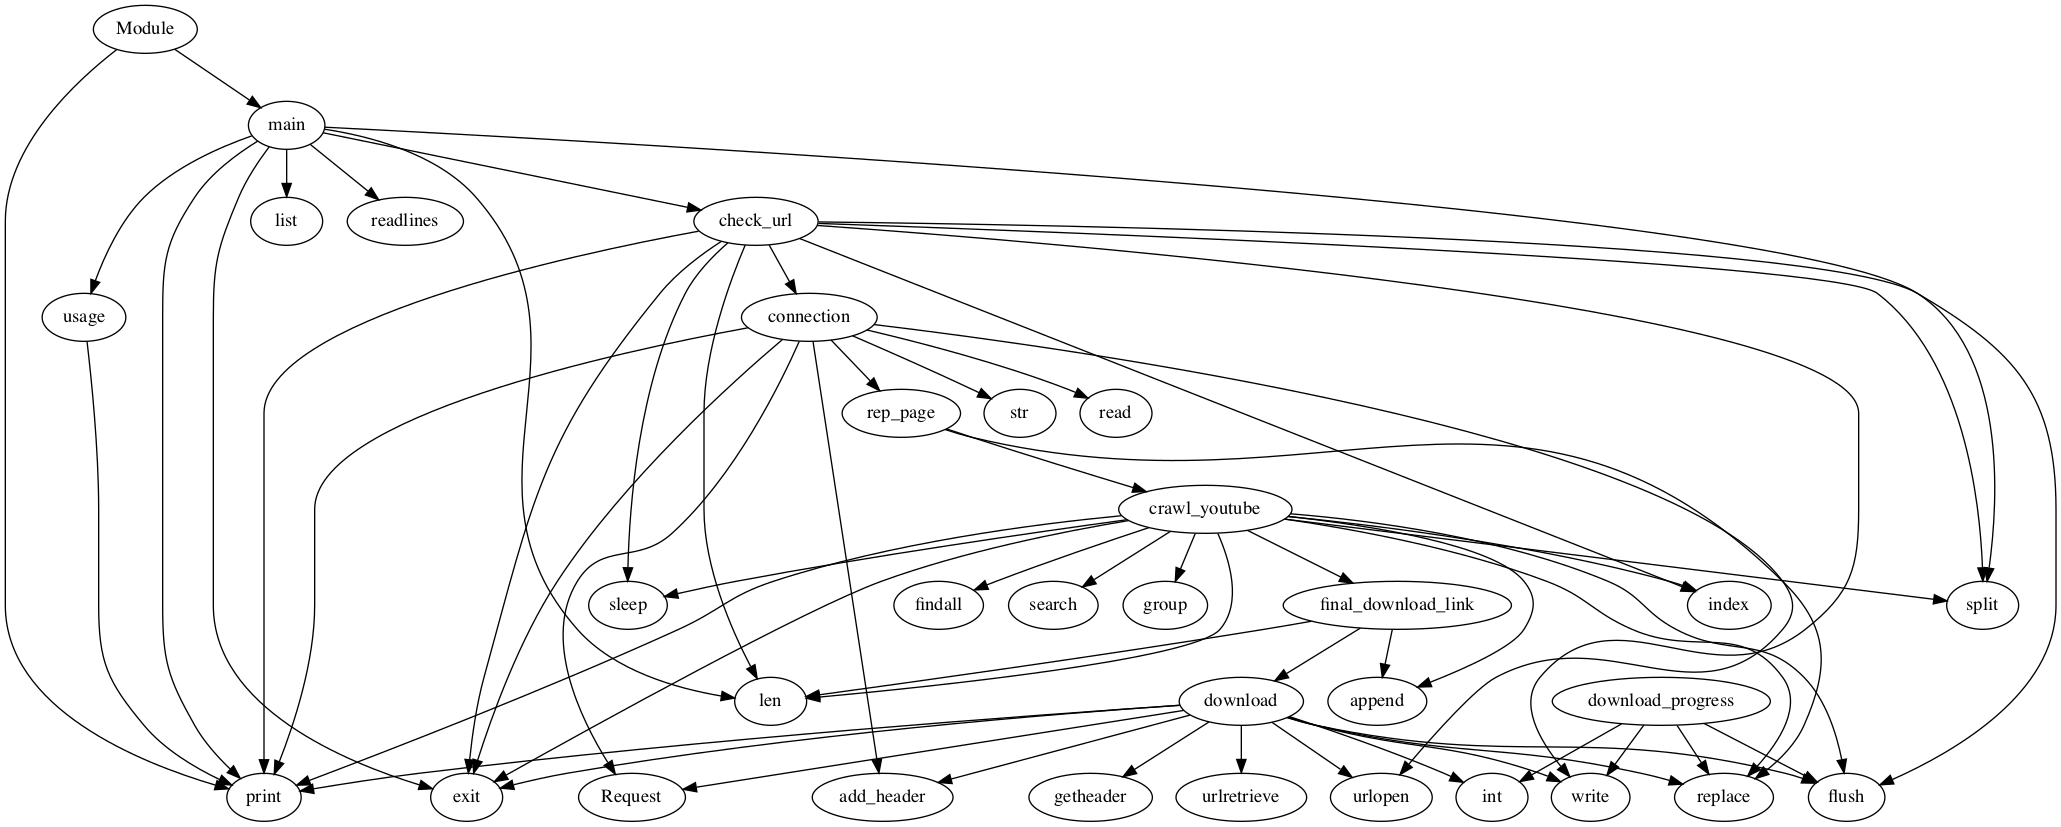 Module
main
list
readlines
check_url
usage
connection
rep_page
str
read
crawl_youtube
sleep
findall
search
group
final_download_link
index
split
len
download
append
download_progress
print
exit
Request
add_header
getheader
urlretrieve
urlopen
int
write
replace
flush